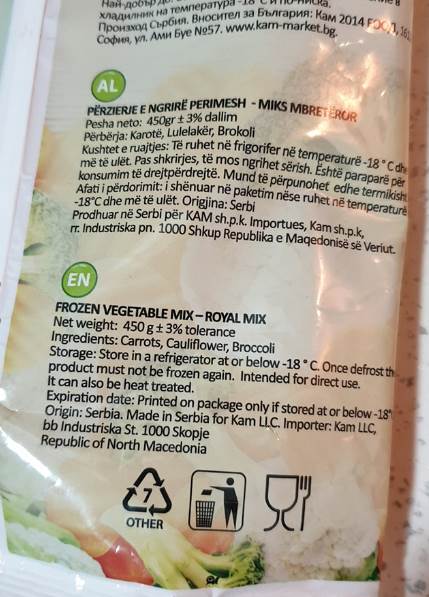 Най-добър
хладилник на температура -18 °C и по-ниска.
Произход Сърбия. Вносител за България: Кам 2014
София, ул. Ами Буе №57. www.kam-market.bg.
AL
PËRZIERJE E NGRIRË PERIMESH - MIKS MBRETËROR
Pesha neto: 450gr ± 3% dallim
Përbërja: Karotë, Lulelakër, Brokoli
Kushtet e ruajtjes: Të ruhet në frigorifer në temperaturë -18 ° C dhe
më të ulët. Pas shkrirjes, të mos ngrihet sërish. Është paraparë për
konsumim të drejtpërdrejtë. Mund të përpunohet edhe termikisht
Afati i përdorimit: i shënuar në paketim nëse ruhet në temperaturë
-18°C dhe më të ulët. Origjina: Serbi
Prodhuar në Serbi për KAM sh.p.k. Importues, Kam sh.p.k,
rr. Industriska pn. 1000 Shkup Republika e Maqedonisë së Veriut.
EN
FROZEN VEGETABLE MIX – ROYAL MIX
Net weight: 450 g ± 3% tolerance
Ingredients: Carrots, Cauliflower, Broccoli
Storage: Store in a refrigerator at or below -18 ° C. Once defrost th
product must not be frozen again. Intended for direct use.
It can also be heat treated.
Expiration date: Printed on package only if stored at or below -18°
Origin: Serbia. Made in Serbia for Kam LLC. Importer: Kam LLC,
bb Industriska St. 1000 Skopje
Republic of North Macedonia
7
OTHER